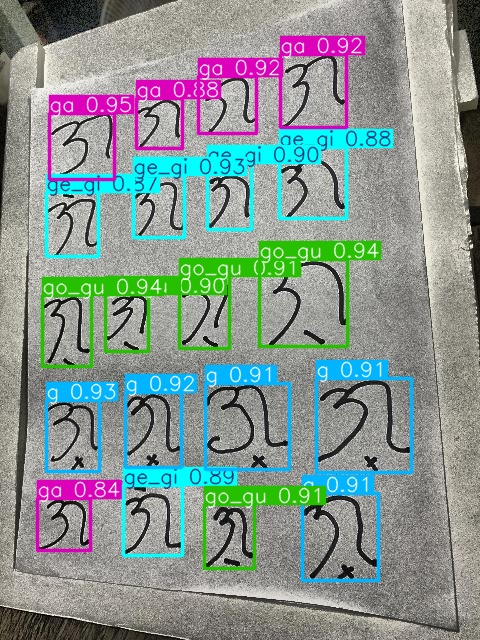 ga 0.95 ga 0.88 ga 0.92 ga 0.92
ᜄ ᜄ ᜄ ᜄ
ge_gi 0.87 ge_gi 0.93 ge_gi 0.90 ge_gi 0.88
ᜄᜒ ᜄᜒ ᜄᜒ ᜄᜒ
go_gu 0.94 0.90 go_gu 0.91 go_gu 0.94
ᜄᜓ ᜄᜓ ᜄᜓ ᜄᜓ
g 0.93 g 0.92 g 0.91 g 0.91
ᜄ᜔ ᜄ᜔ ᜄ᜔ ᜄ᜔
ga 0.84 ge_gi 0.89 go_gu 0.91 g 0.91
ᜄ ᜄᜒ ᜄᜓ ᜄ᜔